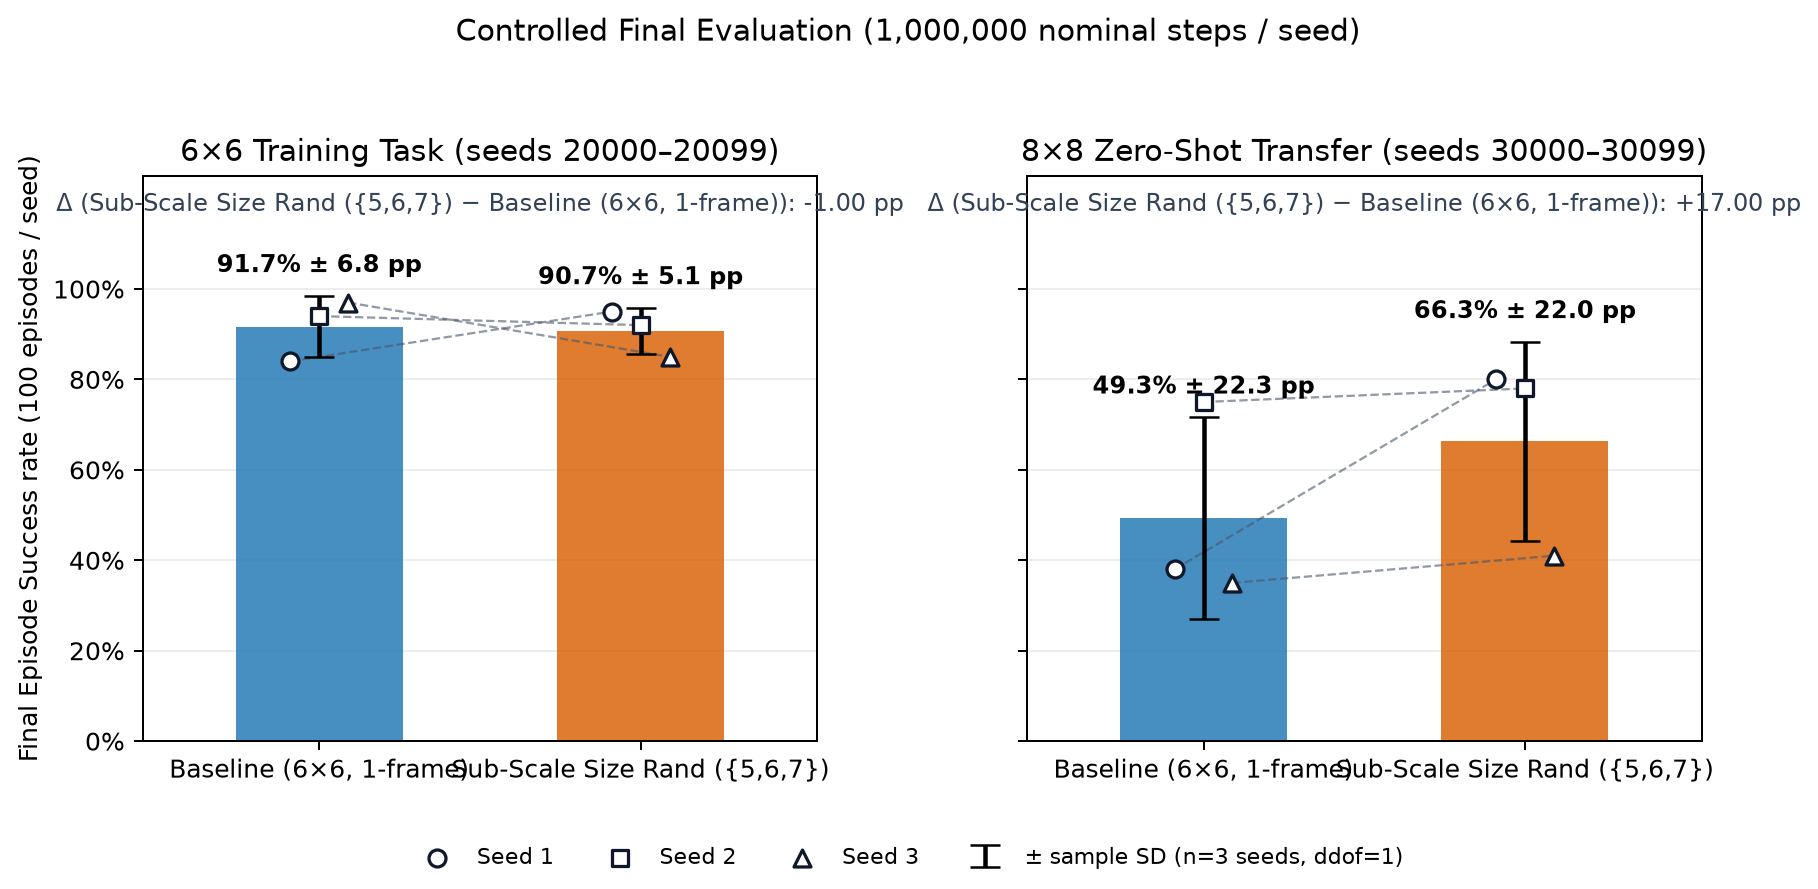 Controlled Final Evaluation (1,000,000 nominal steps / seed)
6×6 Training Task (seeds 20000–20099)
Δ (Sub-Scale Size Rand ({5,6,7}) − Baseline (6×6, 1-frame)): -1.00 pp
91.7% ± 6.8 pp
90.7% ± 5.1 pp
Final Episode Success rate (100 episodes / seed)
100%
80%
60%
40%
20%
0%
Baseline (6×6, 1-frame)
Sub-Scale Size Rand ({5,6,7})
8×8 Zero-Shot Transfer (seeds 30000–30099)
Δ (Sub-Scale Size Rand ({5,6,7}) − Baseline (6×6, 1-frame)): +17.00 pp
49.3% ± 22.3 pp
66.3% ± 22.0 pp
Baseline (6×6, 1-frame)
Sub-Scale Size Rand ({5,6,7})
Seed 1
Seed 2
Seed 3
± sample SD (n=3 seeds, ddof=1)